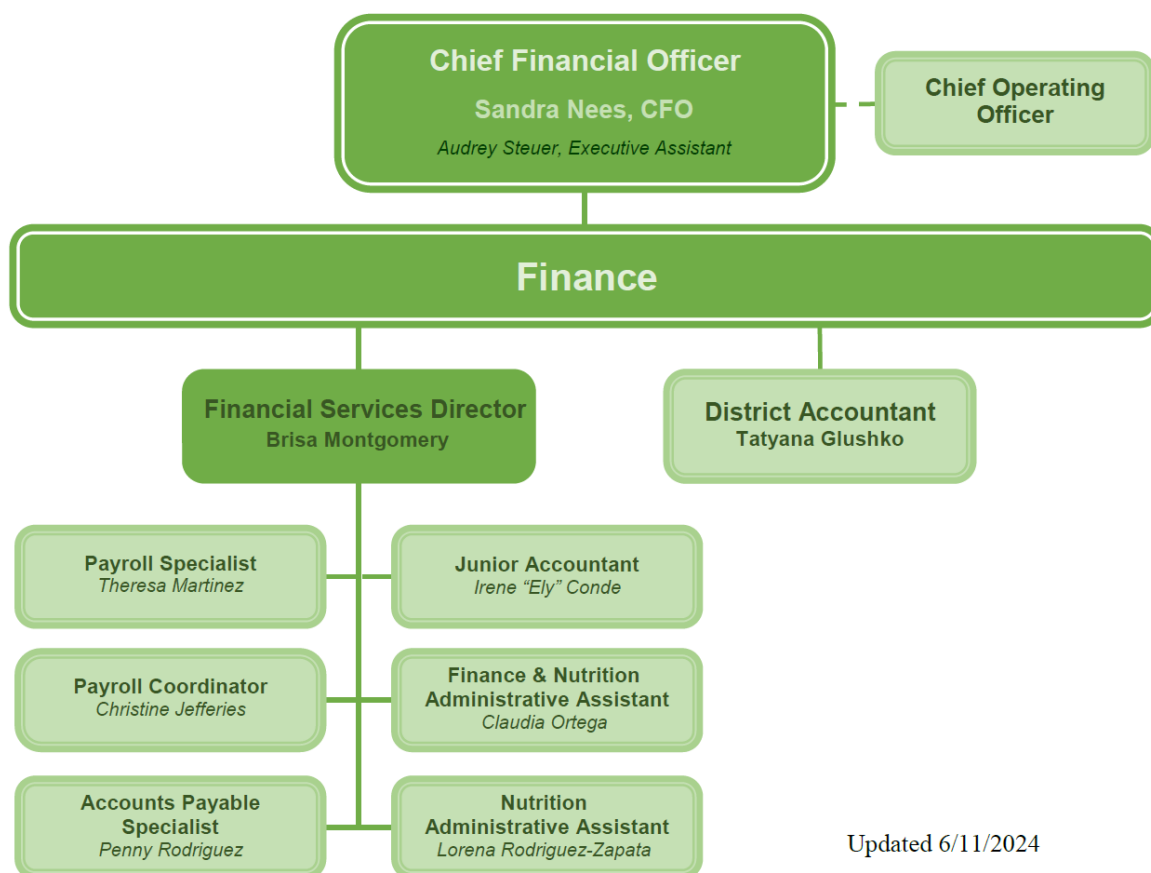 Chief Financial Officer
Sandra Nees, CFO
Audrey Steuer, Executive Assistant
Chief Operating
Officer
Finance
Financial Services Director
Brisa Montgomery
District Accountant
Tatyana Glushko
Payroll Specialist
Theresa Martinez
Junior Accountant
Irene “Ely” Conde
Payroll Coordinator
Christine Jefferies
Finance & Nutrition
Administrative Assistant
Claudia Ortega
Accounts Payable
Specialist
Penny Rodriguez
Nutrition
Administrative Assistant
Lorena Rodriguez-Zapata
Updated 6/11/2024